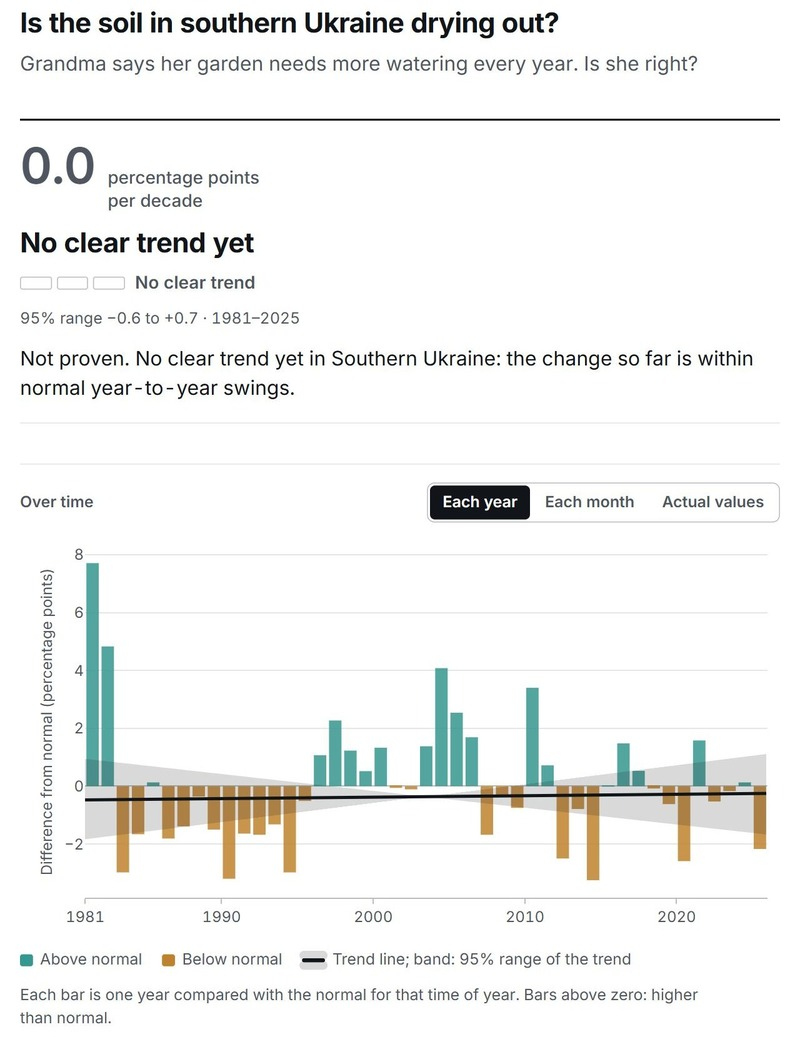 Is the soil in southern Ukraine drying out?
Grandma says her garden needs more watering every year. Is she right?
0.0 percentage points
per decade
No clear trend yet
No clear trend
95% range −0.6 to +0.7 · 1981–2025
Not proven. No clear trend yet in Southern Ukraine: the change so far is within
normal year-to-year swings.
Over time
Each year
Each month
Actual values
Difference from normal (percentage points)
8
6
4
2
0
−2
1981
1990
2000
2010
2020
Above normal
Below normal
Trend line; band: 95% range of the trend
Each bar is one year compared with the normal for that time of year. Bars above zero: higher
than normal.